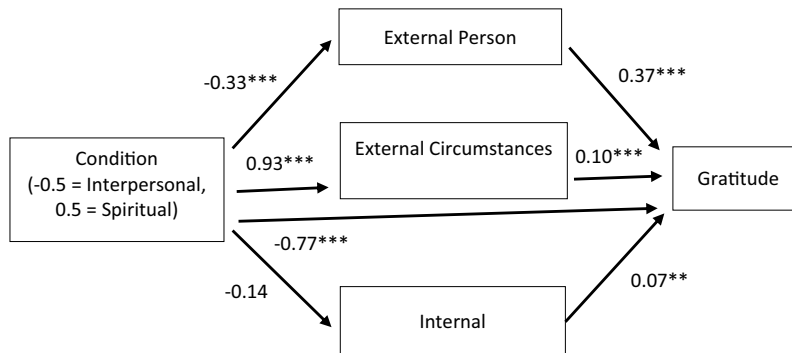 External Person
-0.33***
0.37***
Condition
(-0.5 = Interpersonal,
0.5 = Spiritual)
0.93***
External Circumstances
0.10***
Gratitude
-0.77***
-0.14
Internal
0.07**